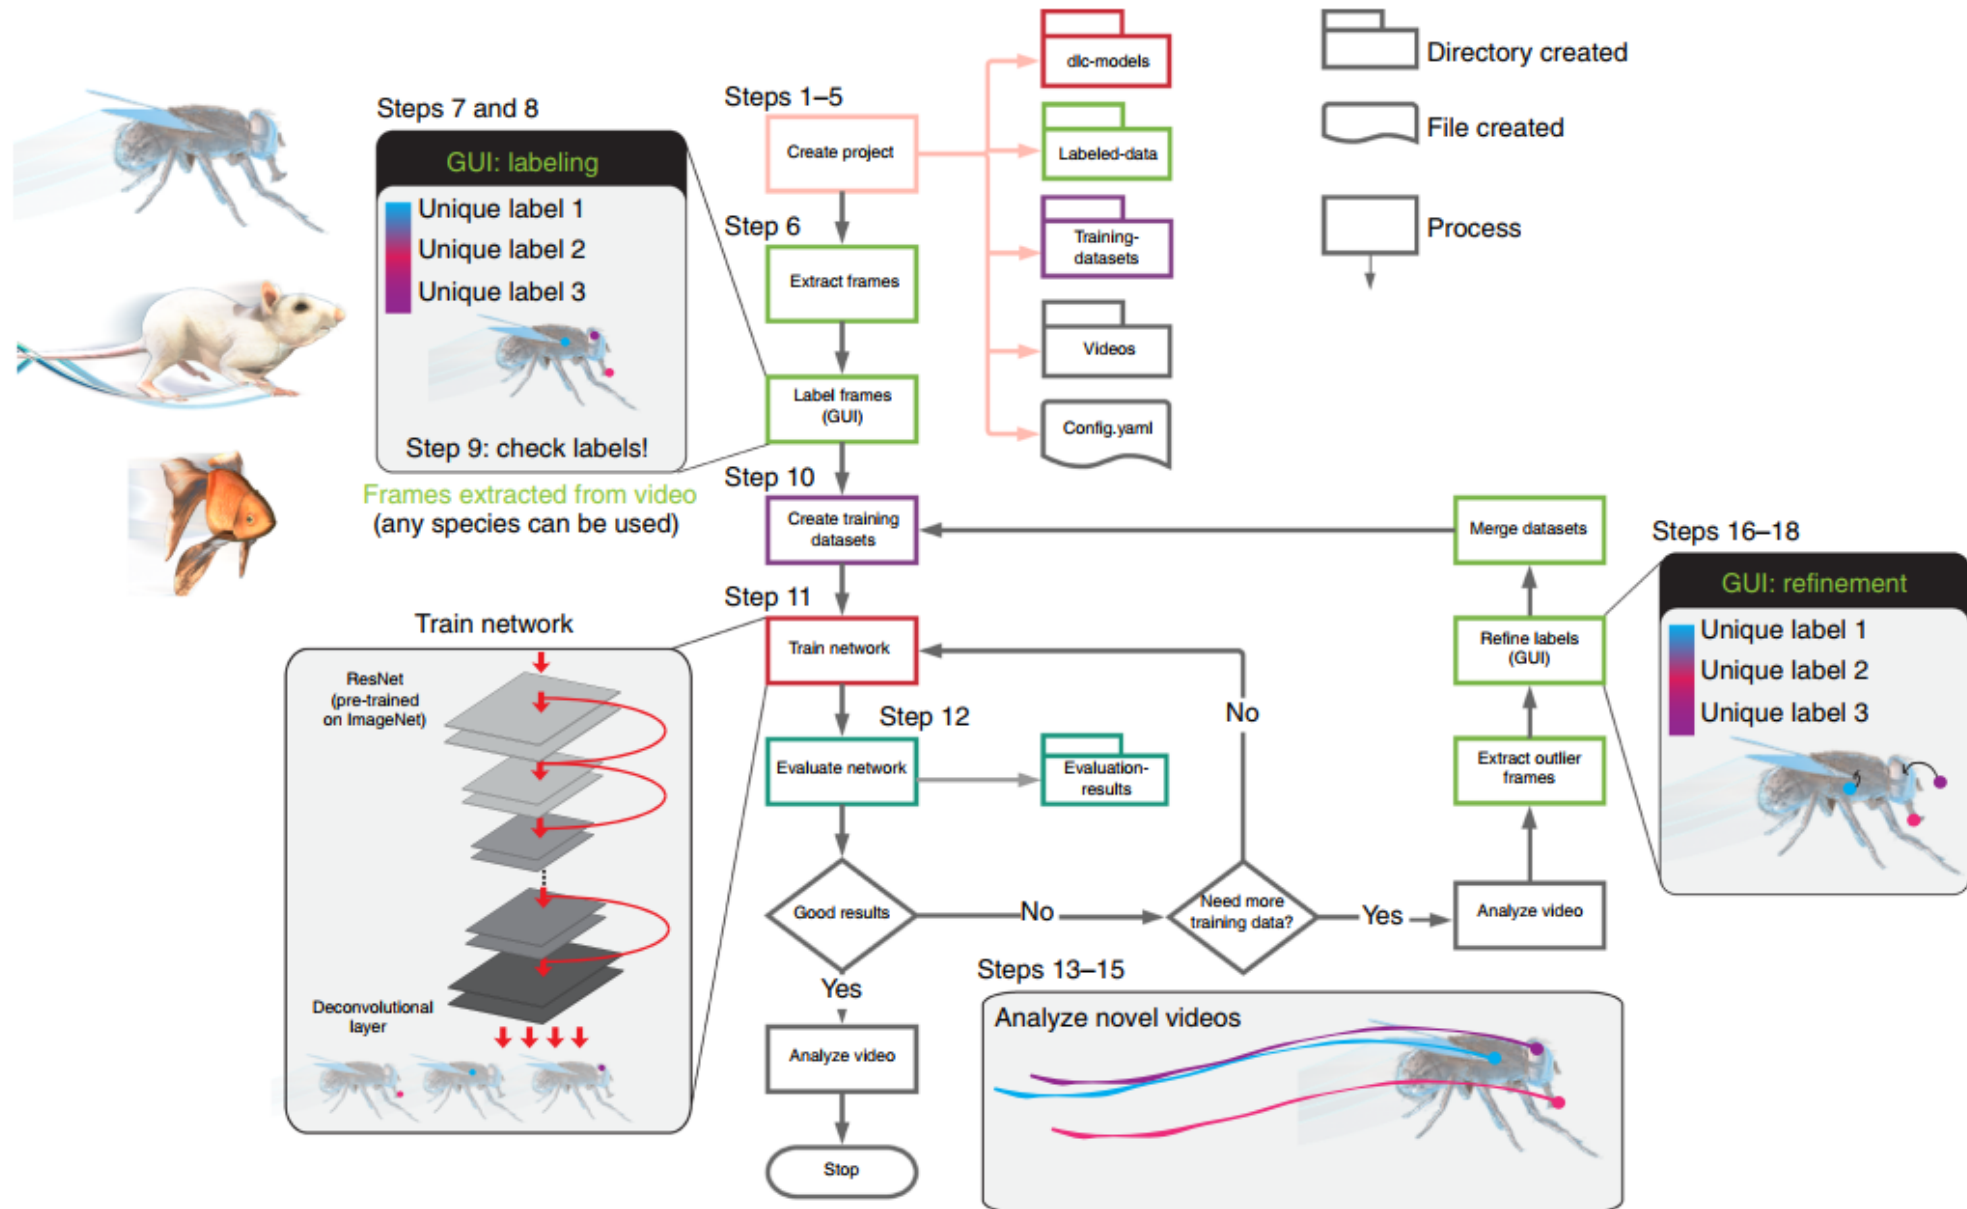 Steps 1–5
Create project
dlc-models
Labeled-data
Training-
datasets
Videos
Config.yaml
Directory created
File created
Process
Steps 7 and 8
GUI: labeling
Unique label 1
Unique label 2
Unique label 3
Step 9: check labels!
Frames extracted from video
(any species can be used)
Step 6
Extract frames
Label frames
(GUI)
Step 10
Create training
datasets
Step 11
Train network
Train network
ResNet
(pre-trained
on ImageNet)
Deconvolutional
layer
Step 12
Evaluate network
Evaluation-
results
Good results
No
Need more
training data?
No
Yes
Analyze video
Extract outlier
frames
Refine labels
(GUI)
Merge datasets
Steps 16–18
GUI: refinement
Unique label 1
Unique label 2
Unique label 3
Yes
Analyze video
Stop
Steps 13–15
Analyze novel videos